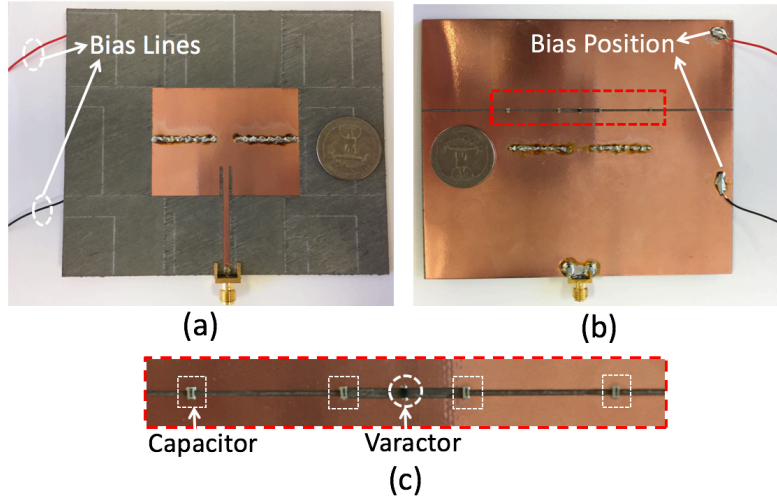 Bias Lines
Bias Position
(a)
(b)
Capacitor
Varactor
(c)